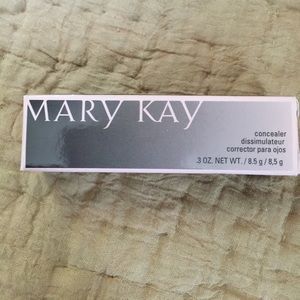 MARY KAY
concealer
dissimulateur
corrector para ojos
.3 OZ. NET WT. / 8.5 g / 8,5 g